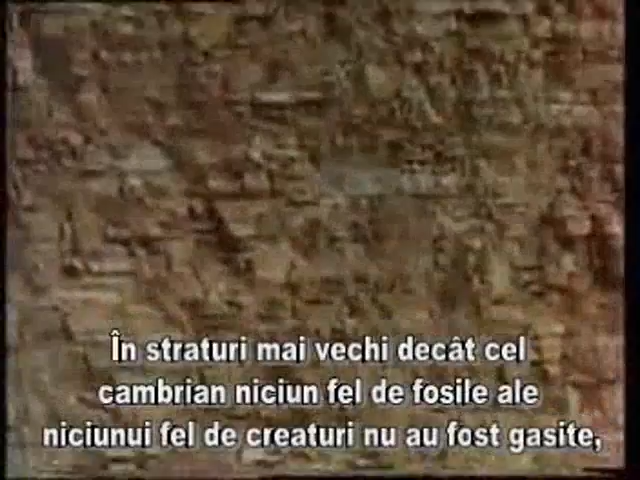 În straturi mai vechi decât cel
cambrian niciun fel de fosile ale
niciunui fel de creaturi nu au fost gasite,